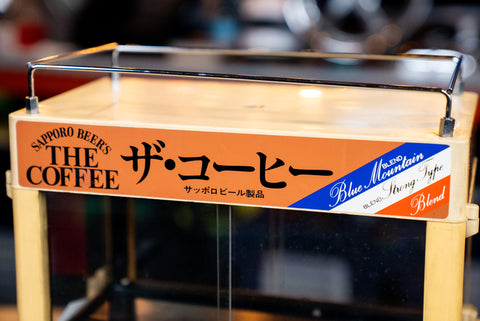 SAPPORO BEER'S
THE
COFFEE
ザ・コーヒー
サッポロビール製品
BLEND
Blue Mountain
BLEND Strong Type
Blend